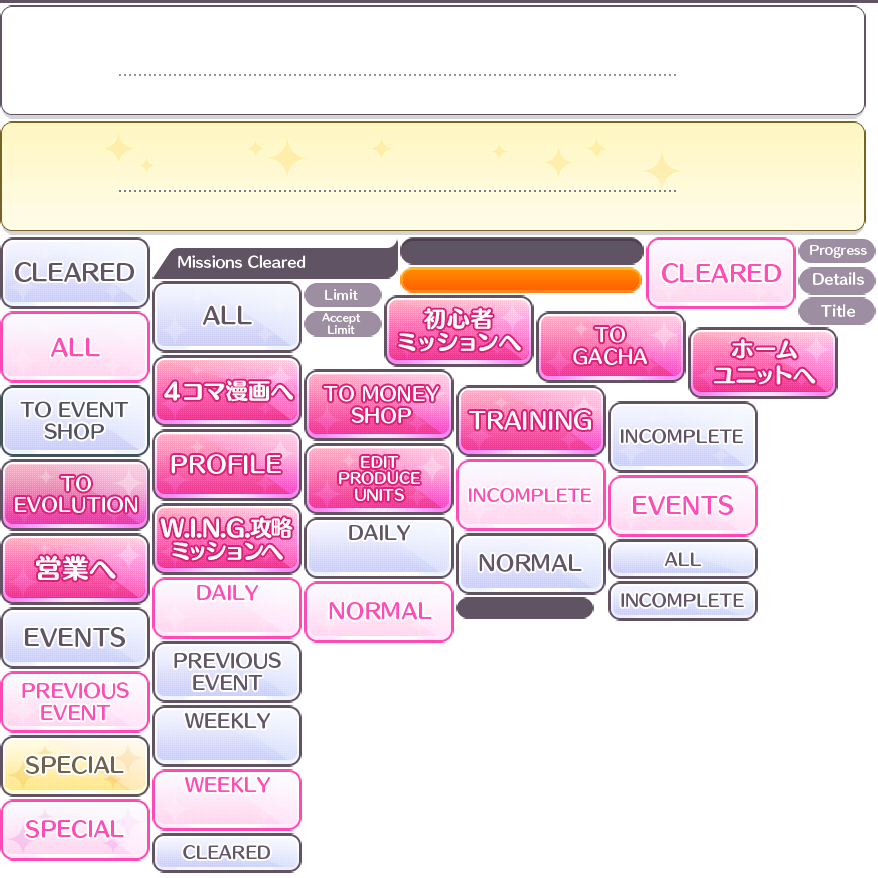 CLEARED
Missions Cleared
CLEARED
Progress
Details
Title
ALL
Limit
Accept
Limit
初心者
ミッションへ
TO
GACHA
ホーム
ユニットへ
ALL
4コマ漫画へ
TO MONEY
SHOP
TRAINING
INCOMPLETE
TO EVENT
SHOP
PROFILE
EDIT
PRODUCE
UNITS
INCOMPLETE
EVENTS
TO
EVOLUTION
W.I.N.G.攻略
ミッションへ
DAILY
NORMAL
ALL
営業へ
DAILY
NORMAL
INCOMPLETE
EVENTS
PREVIOUS
EVENT
PREVIOUS
EVENT
WEEKLY
SPECIAL
WEEKLY
SPECIAL
CLEARED